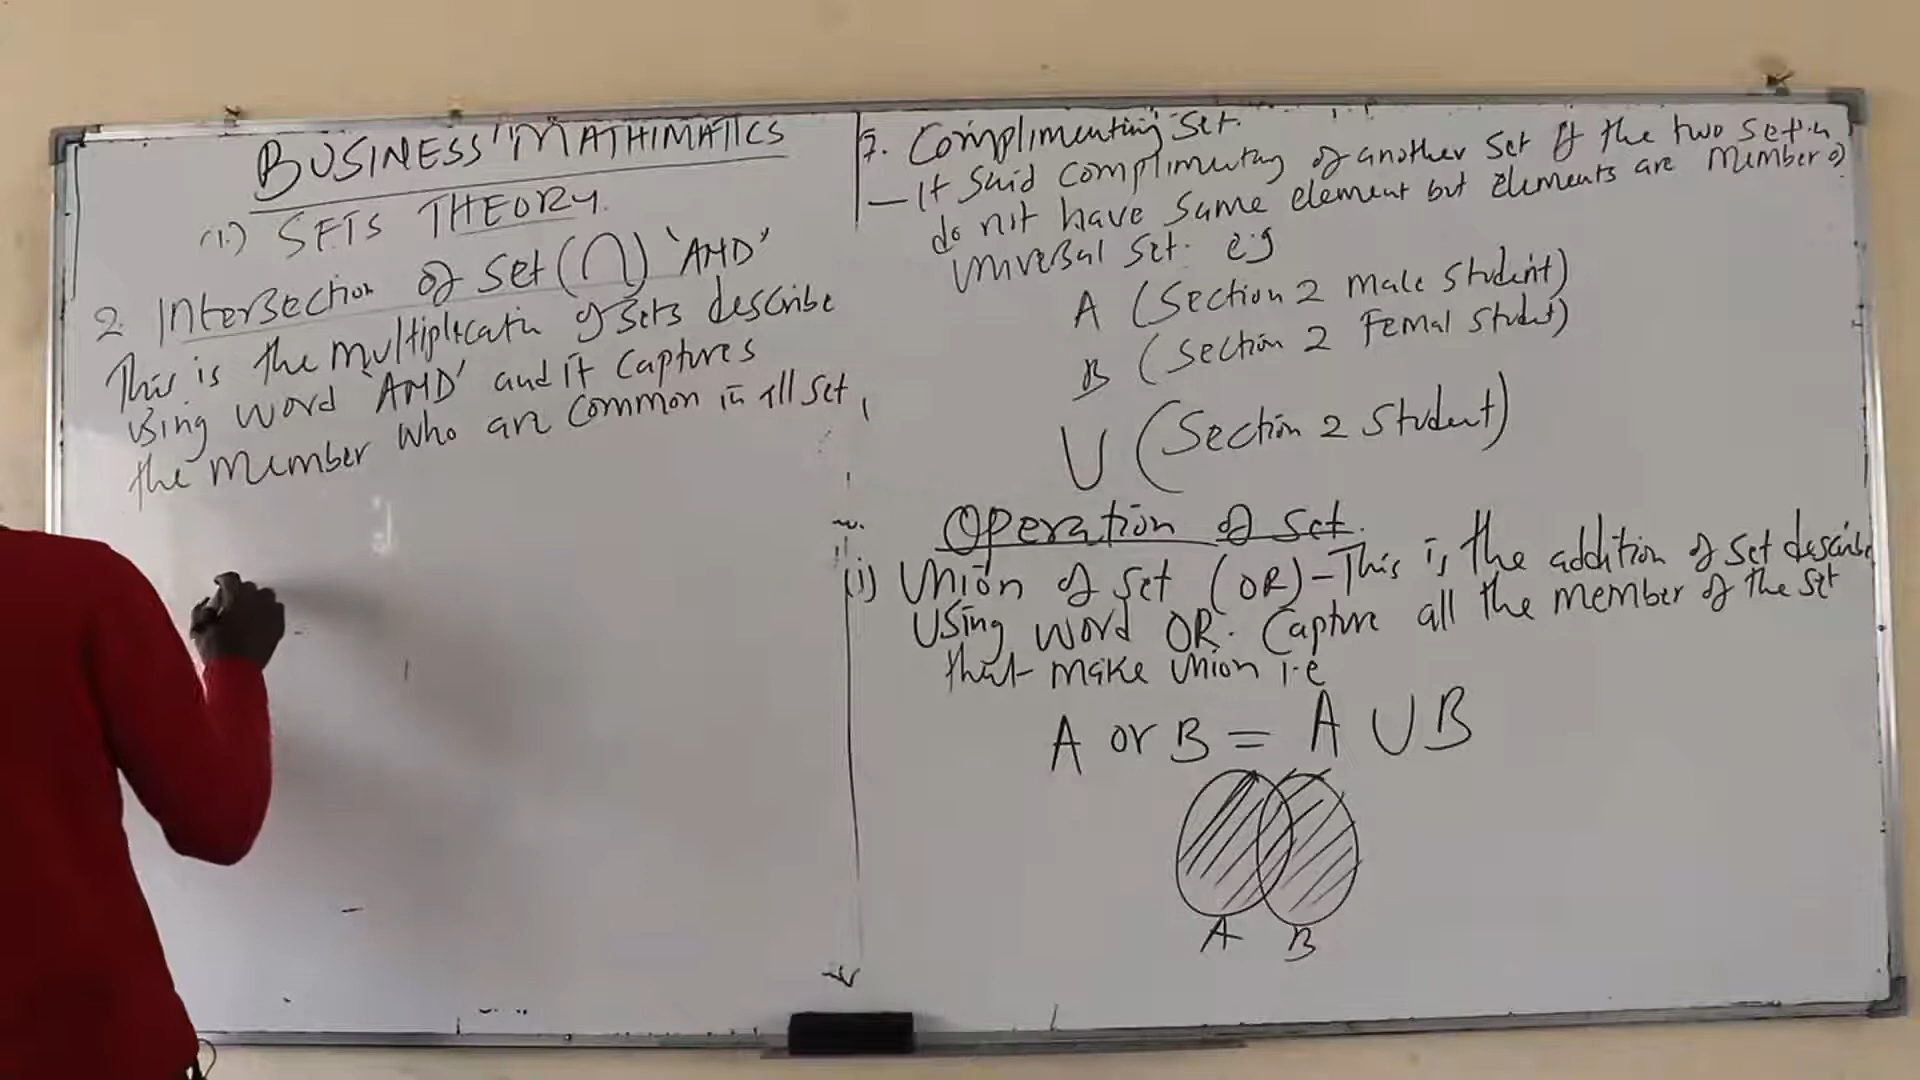 BUSINESS MATHIMATICS
(1.) SETS THEORY.
2. Intersection of set (∩) 'AND'
This is the multiplicatin of sets describe
using word 'AND' and it captures
the member who are common in all set,
7. Complimenting set.
— It said complimentary of another set If the two set is
do not have same element but elements are member of
universal set. e.g
A (Section 2 male student)
B (Section 2 Femal student)
U (Section 2 student)
Operation of set.
(i) Union of set (OR) - This is the addition of set describe
Using word OR. Capture all the member of the set
that make union i.e
A or B = A ∪ B
A B